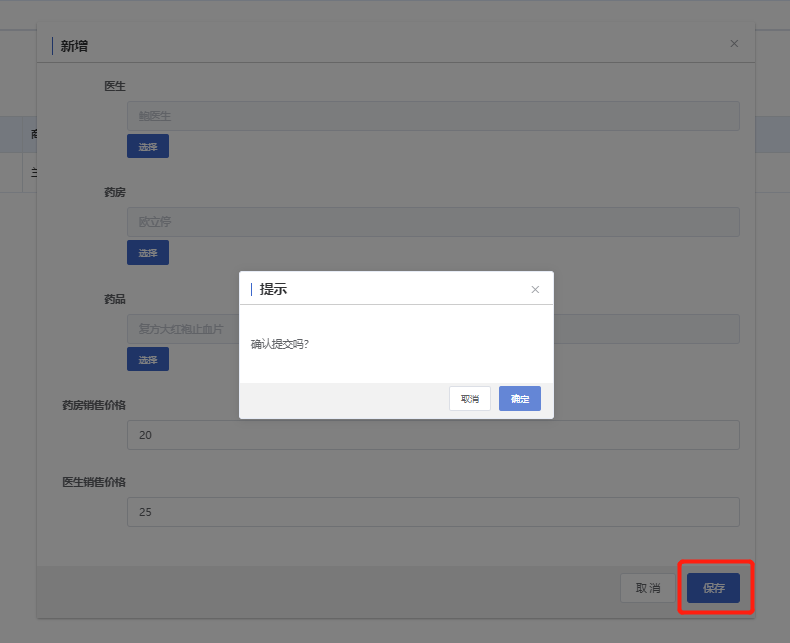 新增
医生
鲍医生
选择
药房
欧立停
选择
药品
复方大红袍止血片
选择
药房销售价格
20
医生销售价格
25
提示
确认提交吗?
取消
确定
取 消
保存